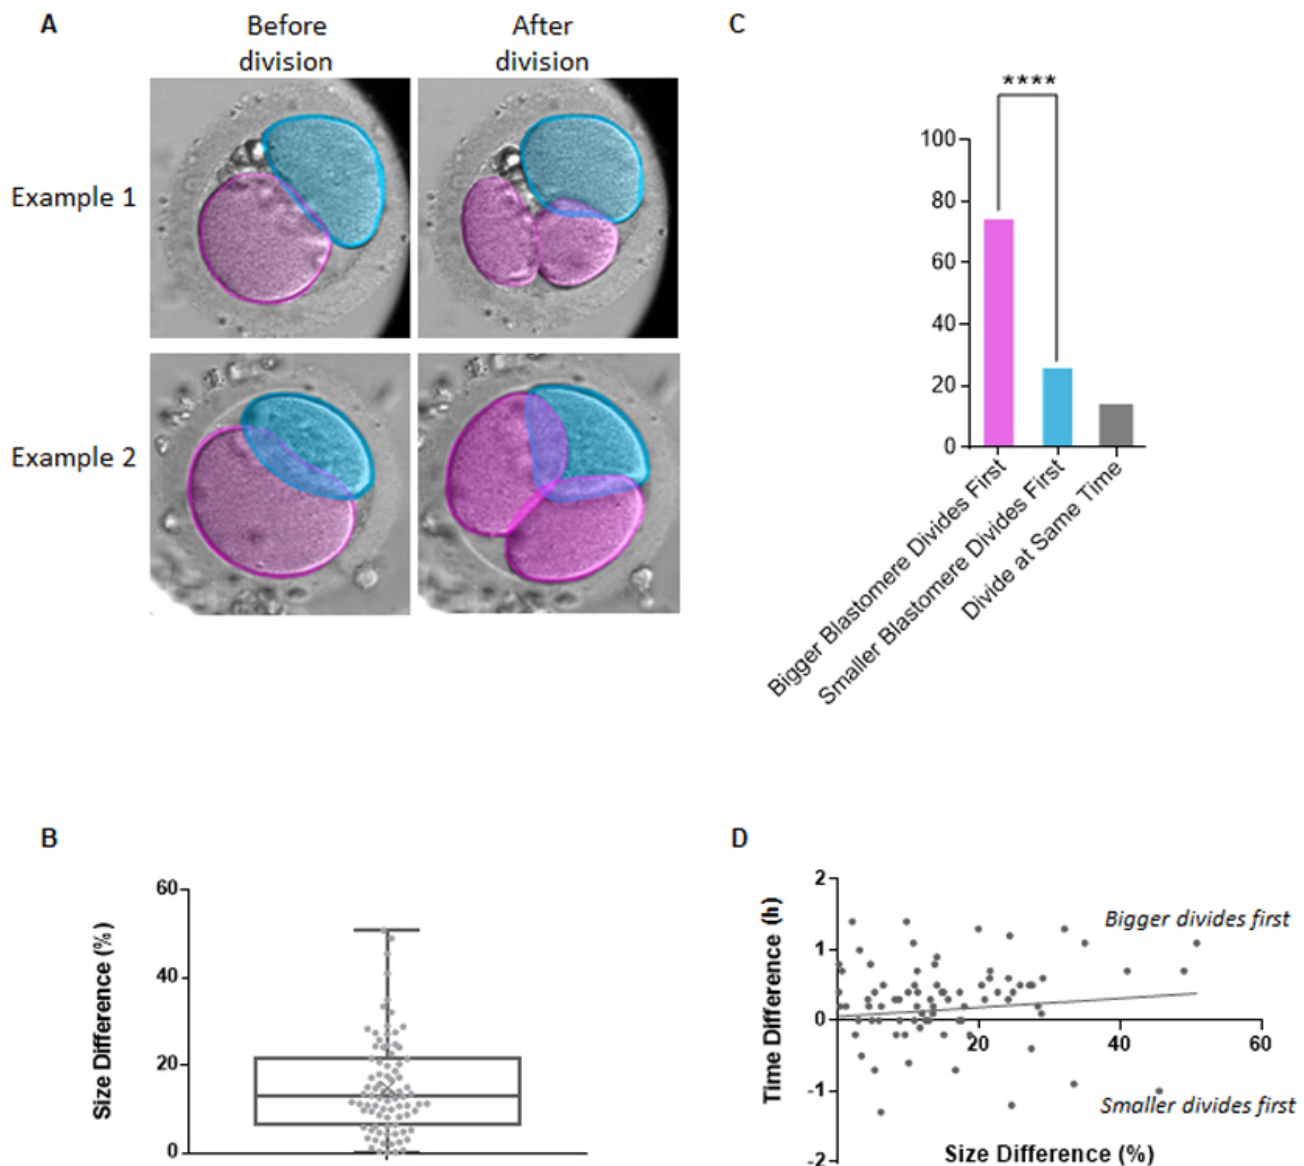 A
Before
division
After
division
Example 1
Example 2
C
****
100
80
60
40
20
0
Bigger Blastomere Divides First
Smaller Blastomere Divides First
Divide at Same Time
B
Size Difference (%)
60
40
20
0
D
Time Difference (h)
2
1
0
-1
-2
20
40
60
Bigger divides first
Smaller divides first
Size Difference (%)